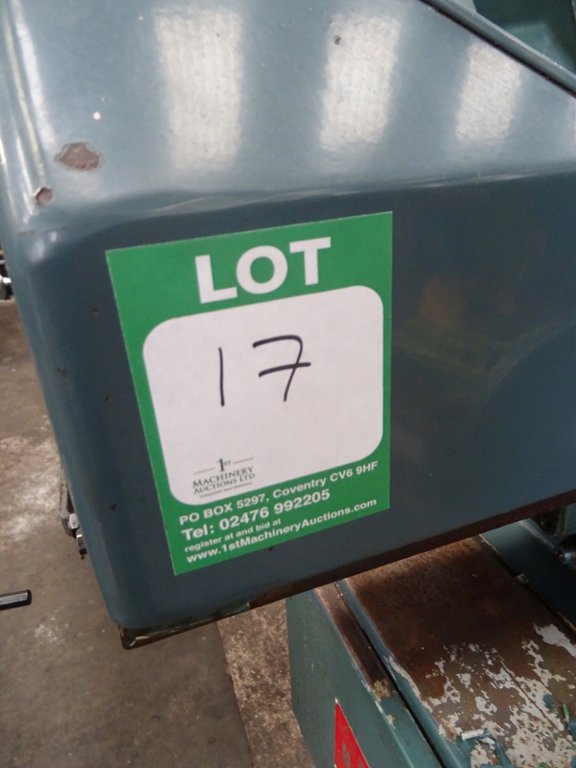 LOT
17
1ST
MACHINERY
AUCTIONS LTD
PO BOX 5297, Coventry CV6 9HF
Tel: 02476 992205
register at and bid at
www.1stMachineryAuctions.com